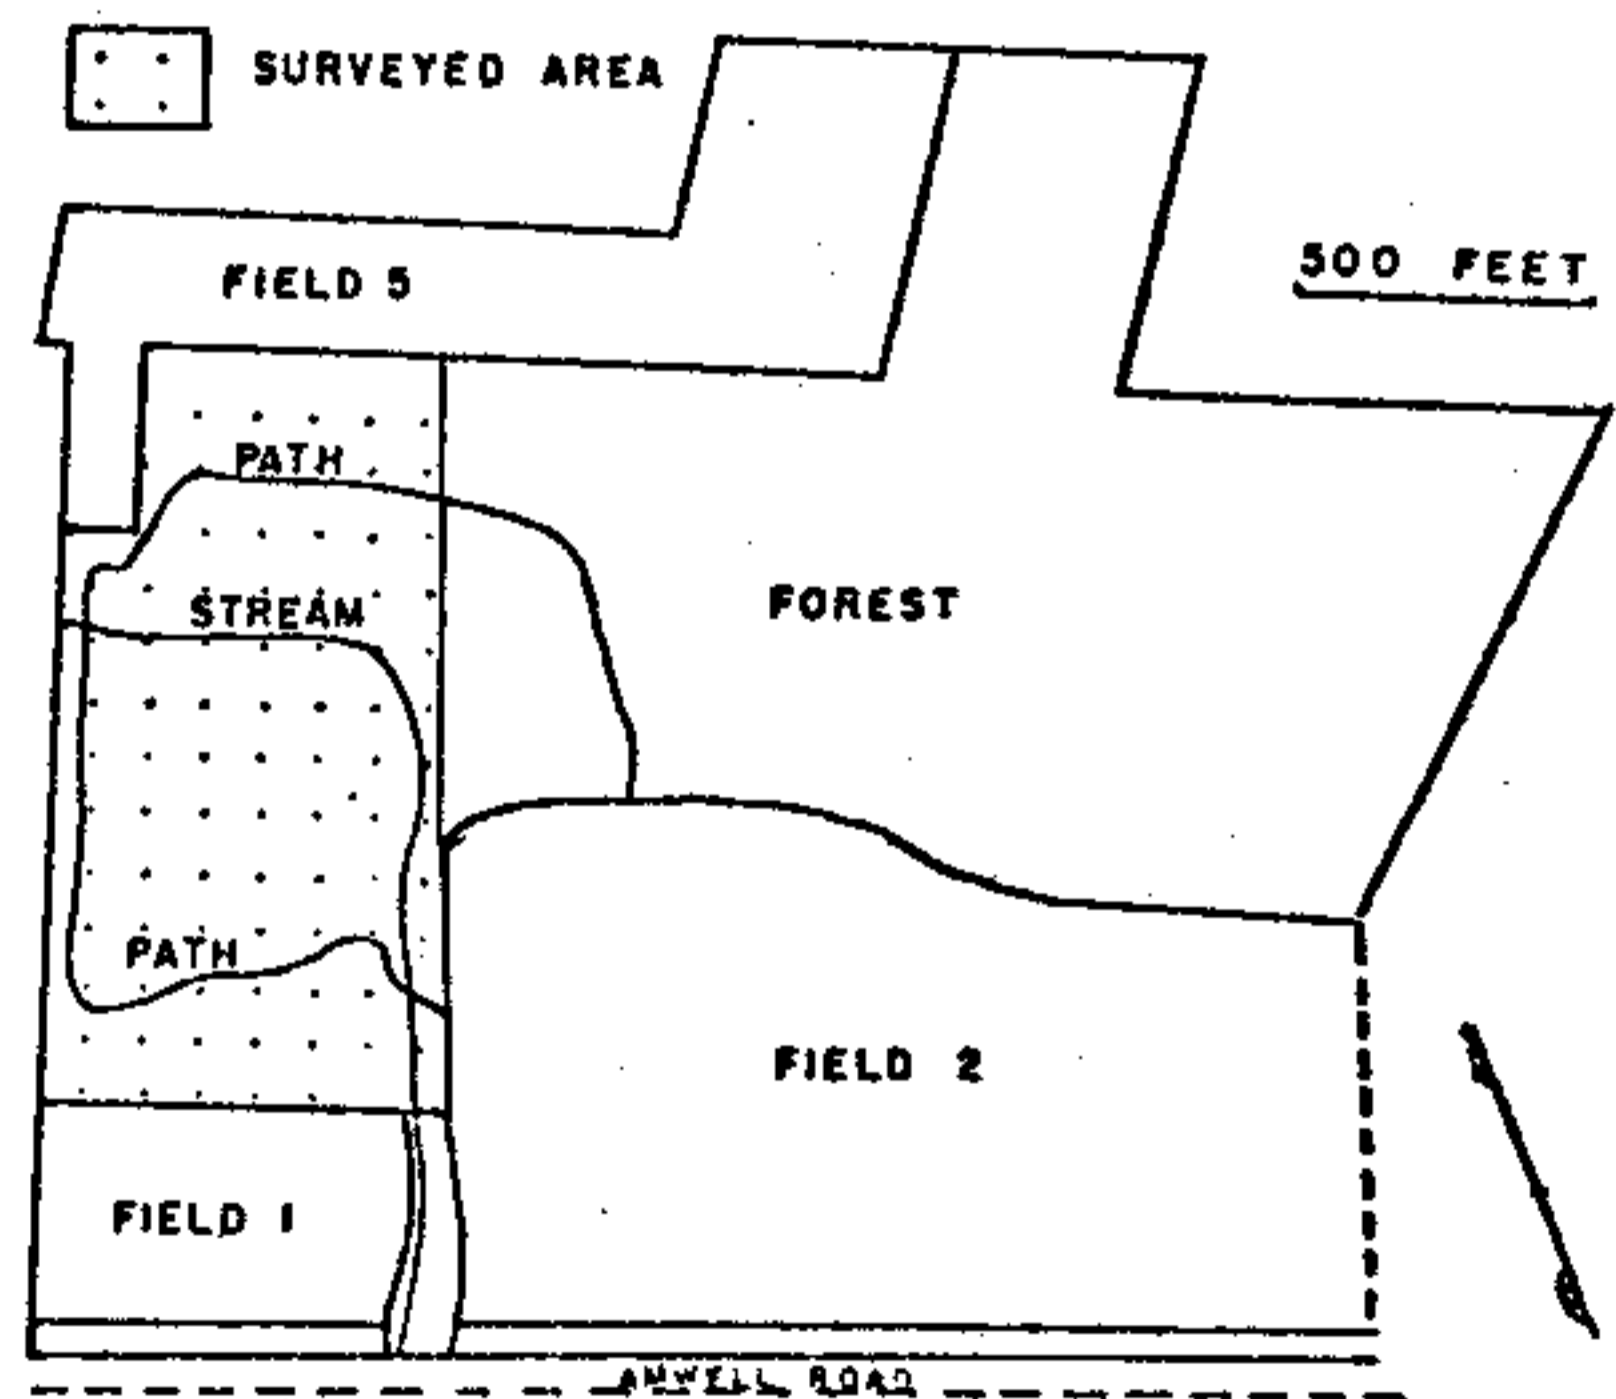 SURVEYED AREA
500 FEET
FIELD 5
PATH
STREAM
FOREST
PATH
FIELD 2
FIELD 1
AMWELL ROAD